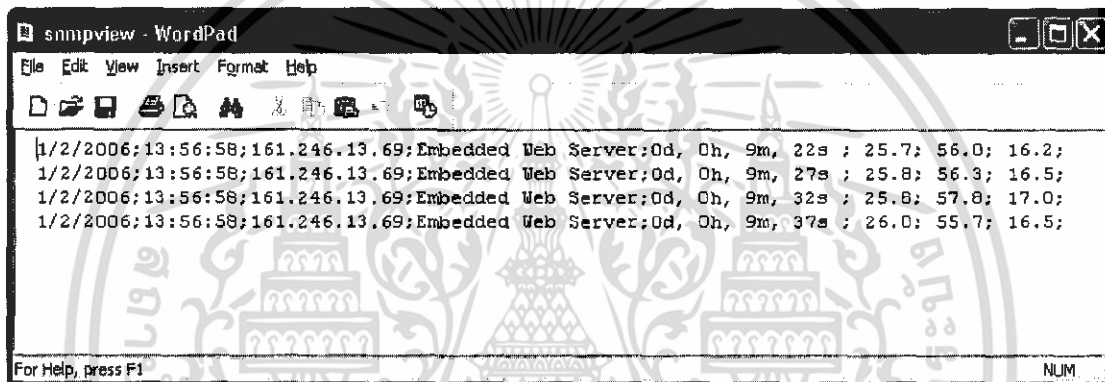 snmpview - WordPad
File Edit View Insert Format Help
1/2/2006;13:56:58;161.246.13.69;Embedded Web Server;0d, 0h, 9m, 22s ; 25.7; 56.0; 16.2;
1/2/2006;13:56:58;161.246.13.69;Embedded Web Server;0d, 0h, 9m, 27s ; 25.8; 56.3; 16.5;
1/2/2006;13:56:58;161.246.13.69;Embedded Web Server;0d, 0h, 9m, 32s ; 25.8; 57.8; 17.0;
1/2/2006;13:56:58;161.246.13.69;Embedded Web Server;0d, 0h, 9m, 37s ; 26.0; 55.7; 16.5;
For Help, press F1
NUM